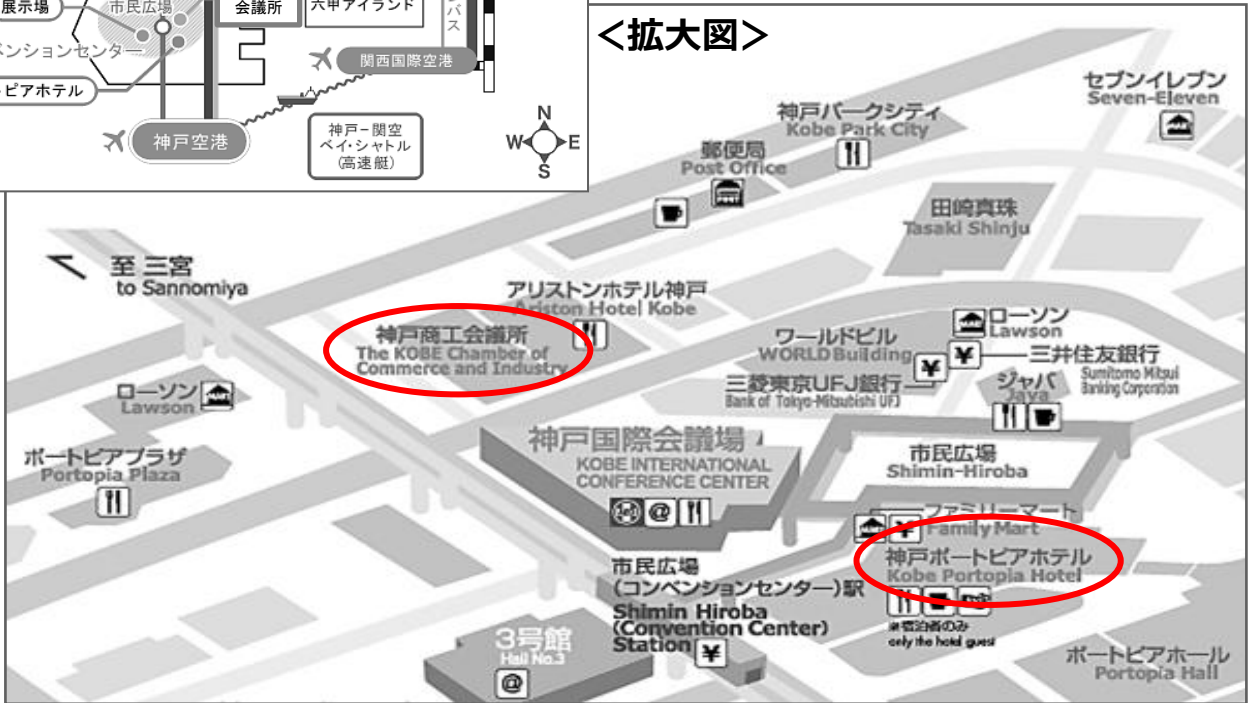 展示場
市民広場
会議所
六甲アイランド
バス
ンションセンター
関西国際空港
ピアホテル
神戸空港
神戸－関空
ベイ・シャトル
(高速艇)
N
W
E
S
＜拡大図＞
セブンイレブン
Seven-Eleven
神戸パークシティ
Kobe Park City
郵便局
Post Office
POST
田崎真珠
Tasaki Shinju
至 三宮
to Sannomiya
アリストンホテル神戸
Ariston Hotel Kobe
神戸商工会議所
The KOBE Chamber of
Commerce and Industry
ローソン
Lawson
ワールドビル
WORLD Building
¥
¥
三井住友銀行
Sumitomo Mitsui
Banking Corporation
三菱東京UFJ銀行
Bank of Tokyo-Mitsubishi UFJ
ジャバ
Java
ローソン
Lawson
ポートピアプラザ
Portopia Plaza
神戸国際会議場
KOBE INTERNATIONAL
CONFERENCE CENTER
@
市民広場
Shimin-Hiroba
ファミリーマート
Family Mart
¥
神戸ポートピアホテル
Kobe Portopia Hotel
※宿泊者のみ
only the hotel guest
市民広場
(コンベンションセンター)駅
Shimin Hiroba
(Convention Center)
Station
¥
3号館
Hall No.3
@
ポートピアホール
Portopia Hall